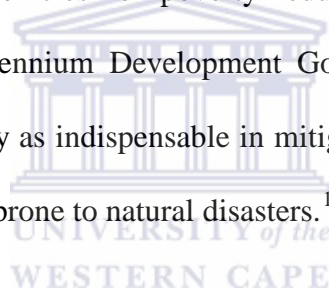 ennium Development Go
y as indispensable in mitig
prone to natural disasters.1
UNIVERSITY of the
WESTERN CAPE